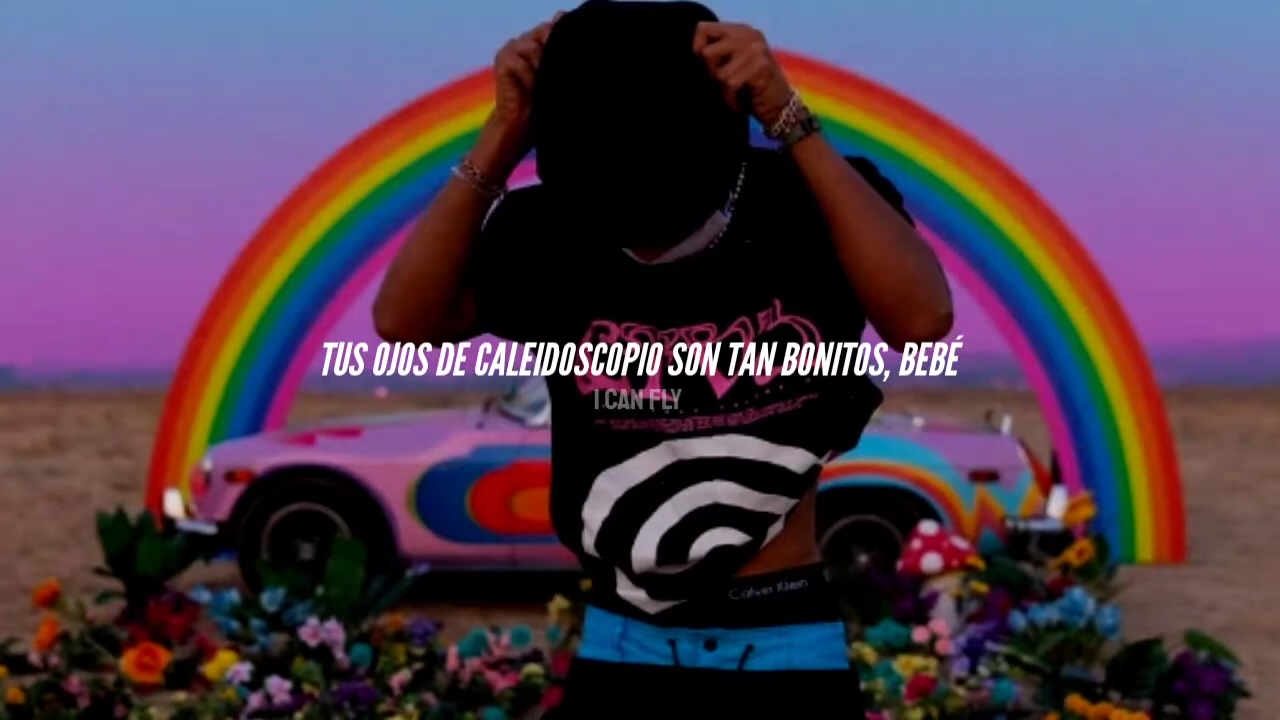 TUS OJOS DE CALEIDOSCOPIO SON TAN BONITOS, BEBÉ
I CAN FLY
Calvin Klein